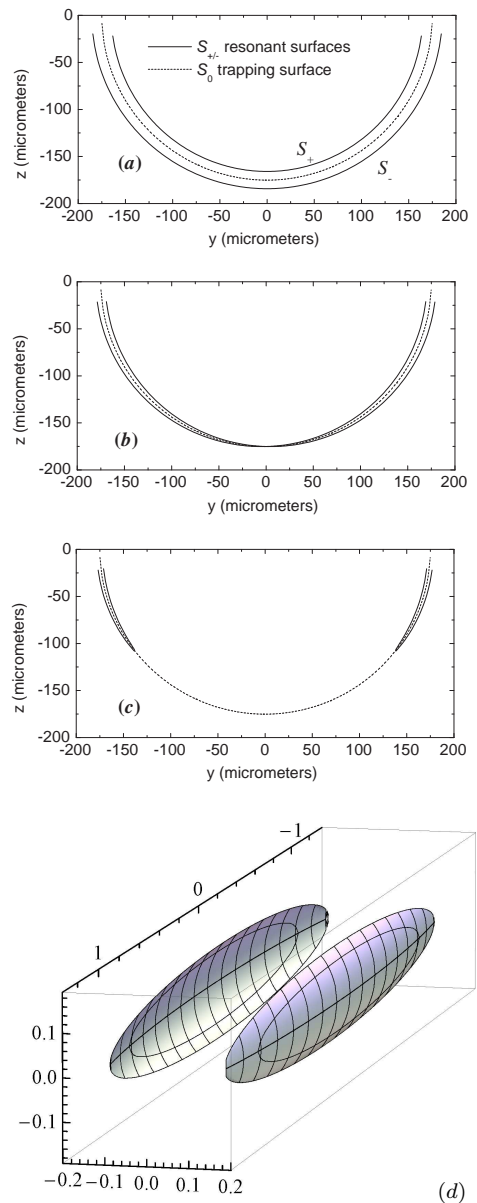 0
-50
-100
-150
-200
z (micrometers)
S+/- resonant surfaces
S0 trapping surface
S+
S-
(a)
-200 -150 -100 -50 0 50 100 150 200
y (micrometers)
0
-50
-100
-150
-200
z (micrometers)
(b)
-200 -150 -100 -50 0 50 100 150 200
y (micrometers)
0
-50
-100
-150
-200
z (micrometers)
(c)
-200 -150 -100 -50 0 50 100 150 200
y (micrometers)
-1
0
1
0.1
0.0
-0.1
-0.2 -0.1 0.0 0.1 0.2
(d)